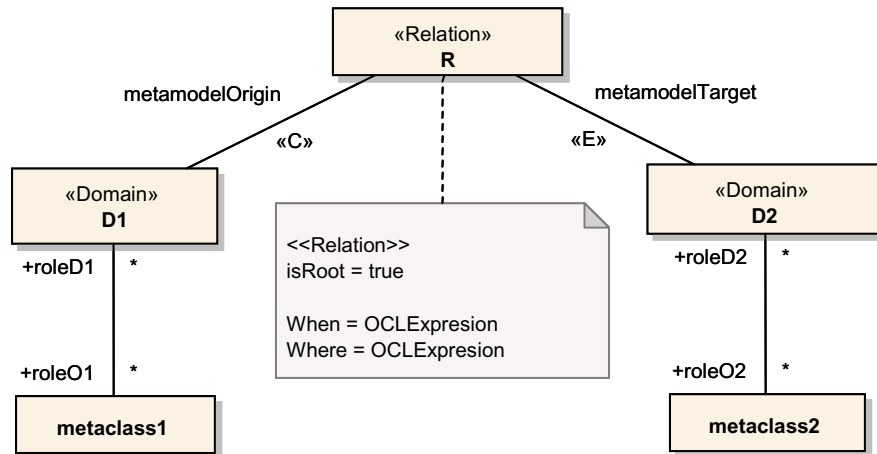 «Relation»
R
metamodelOrigin
metamodelTarget
«C»
«E»
«Domain»
D1
«Domain»
D2
<<Relation>>
isRoot = true
When = OCLExpresion
Where = OCLExpresion
+roleD1 *
+roleD2 *
+roleO1 *
+roleO2 *
metaclass1
metaclass2